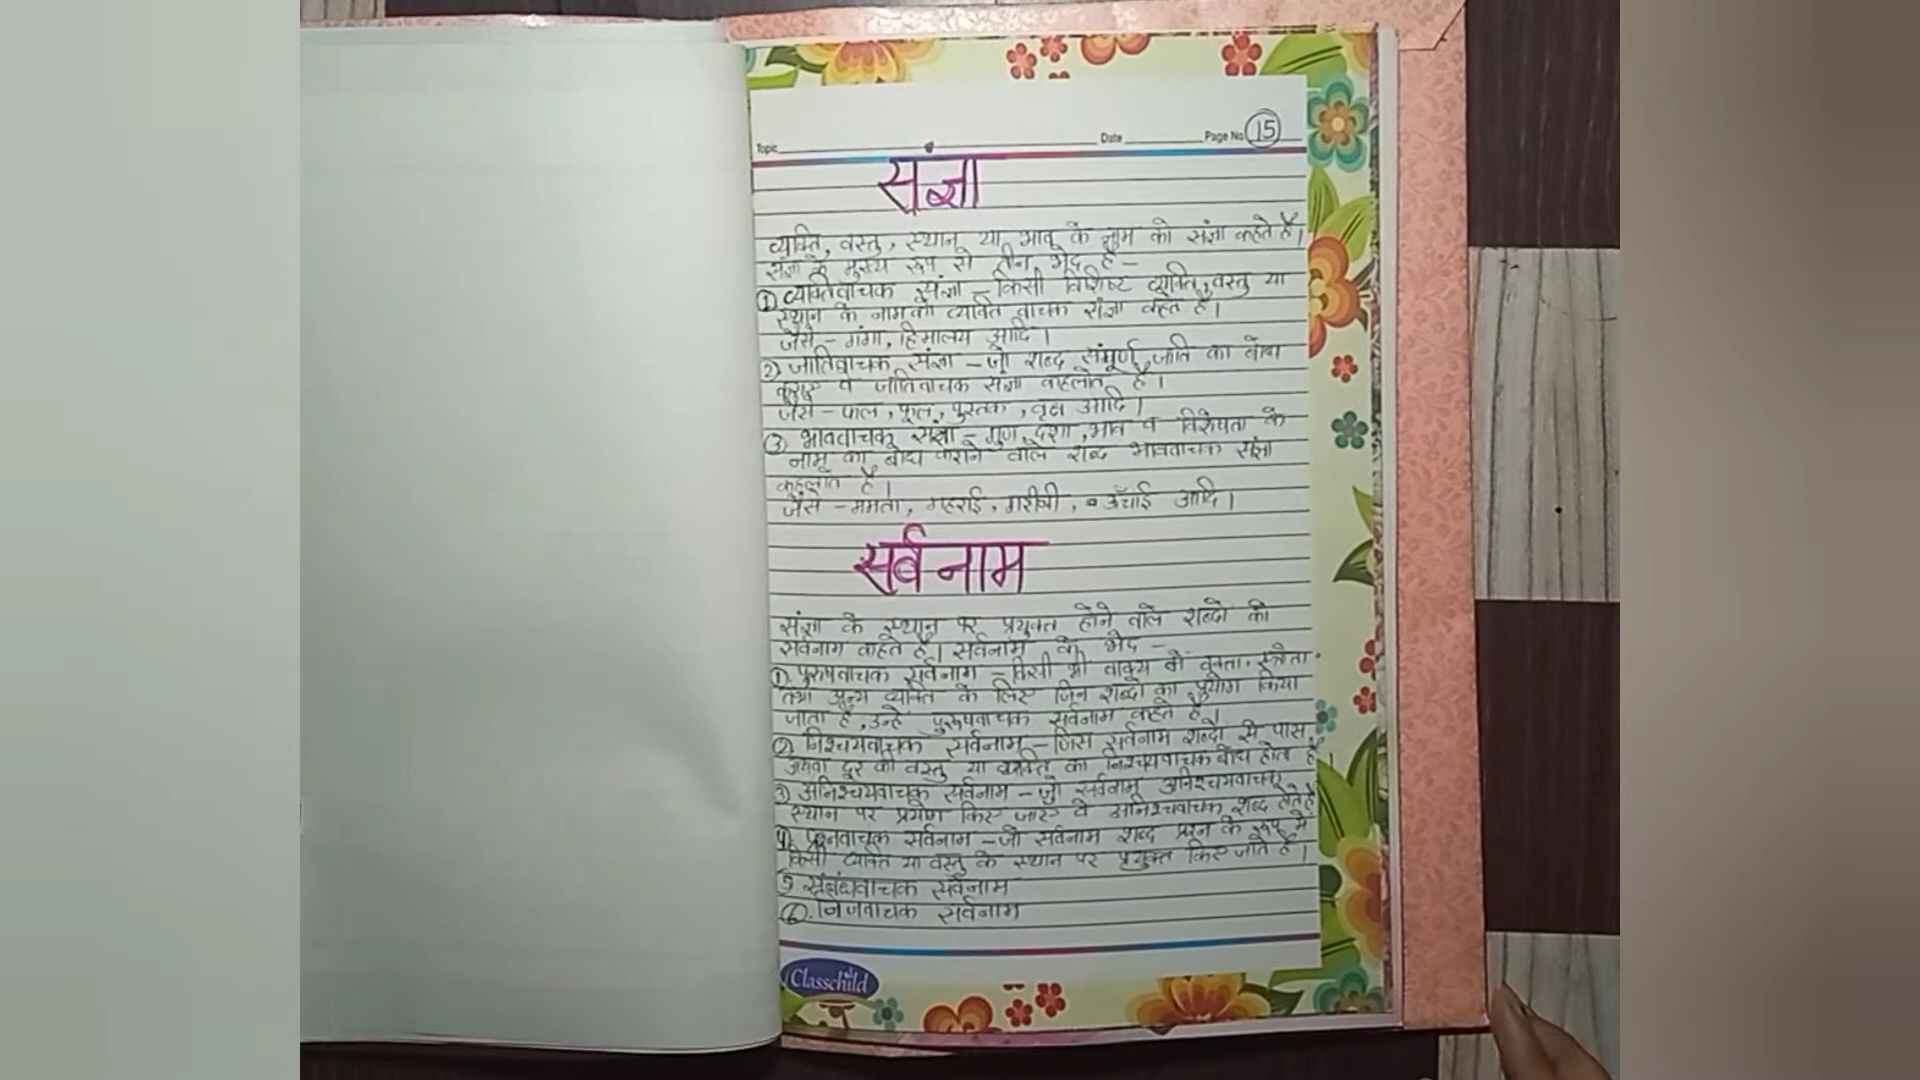 Topic Date Page No 15
संज्ञा
व्यक्ति, वस्तु, स्थान या भाव के नाम को संज्ञा कहते हैं।
संज्ञा के मुख्य रूप से तीन भेद हैं –
① व्यक्तिवाचक संज्ञा – किसी विशिष्ट व्यक्ति, वस्तु या
स्थान के नाम को व्यक्ति वाचक संज्ञा कहते हैं।
जैसे – गंगा, हिमालय आदि।
② जातिवाचक संज्ञा – जो शब्द संपूर्ण जाति का बोध
कराए वे जातिवाचक संज्ञा कहलाते हैं।
जैसे – फल, फूल, पुस्तक, वृक्ष आदि।
③ भाववाचक संज्ञा – गुण, दशा, भाव व विशेषता के
नाम का बोध कराने वाले शब्द भाववाचक संज्ञा
कहलाते हैं।
जैसे – ममता, गहराई, गरीबी, ऊँचाई आदि।
सर्वनाम
संज्ञा के स्थान पर प्रयुक्त होने वाले शब्दो को
सर्वनाम कहते हैं। सर्वनाम के भेद –
① पुरुषवाचक सर्वनाम – किसी भी वाक्य में वक्ता,
तथा अन्य व्यक्ति के लिए जिन शब्दो का प्रयोग किया
जाता है, उन्हें पुरूषवाचक सर्वनाम कहते हैं।
② निश्चयवाचक सर्वनाम – जिस सर्वनाम शब्दो से पास
अथवा दूर की वस्तु या व्यक्ति का निश्चयवाचक बोध होता है।
③ अनिश्चयवाचक सर्वनाम – जो सर्वनाम अनिश्चयवाचक
स्थान पर प्रयोग किए जाए वे अनिश्चवाचक शब्द होते हैं
4. प्रश्नवाचक सर्वनाम – जो सर्वनाम शब्द प्रश्न के रूप में
किसी व्यक्ति या वस्तु के स्थान पर प्रयुक्त किए जाते हैं।
5 संबंधवाचक सर्वनाम
⑥. निजवाचक सर्वनाम
Classchild